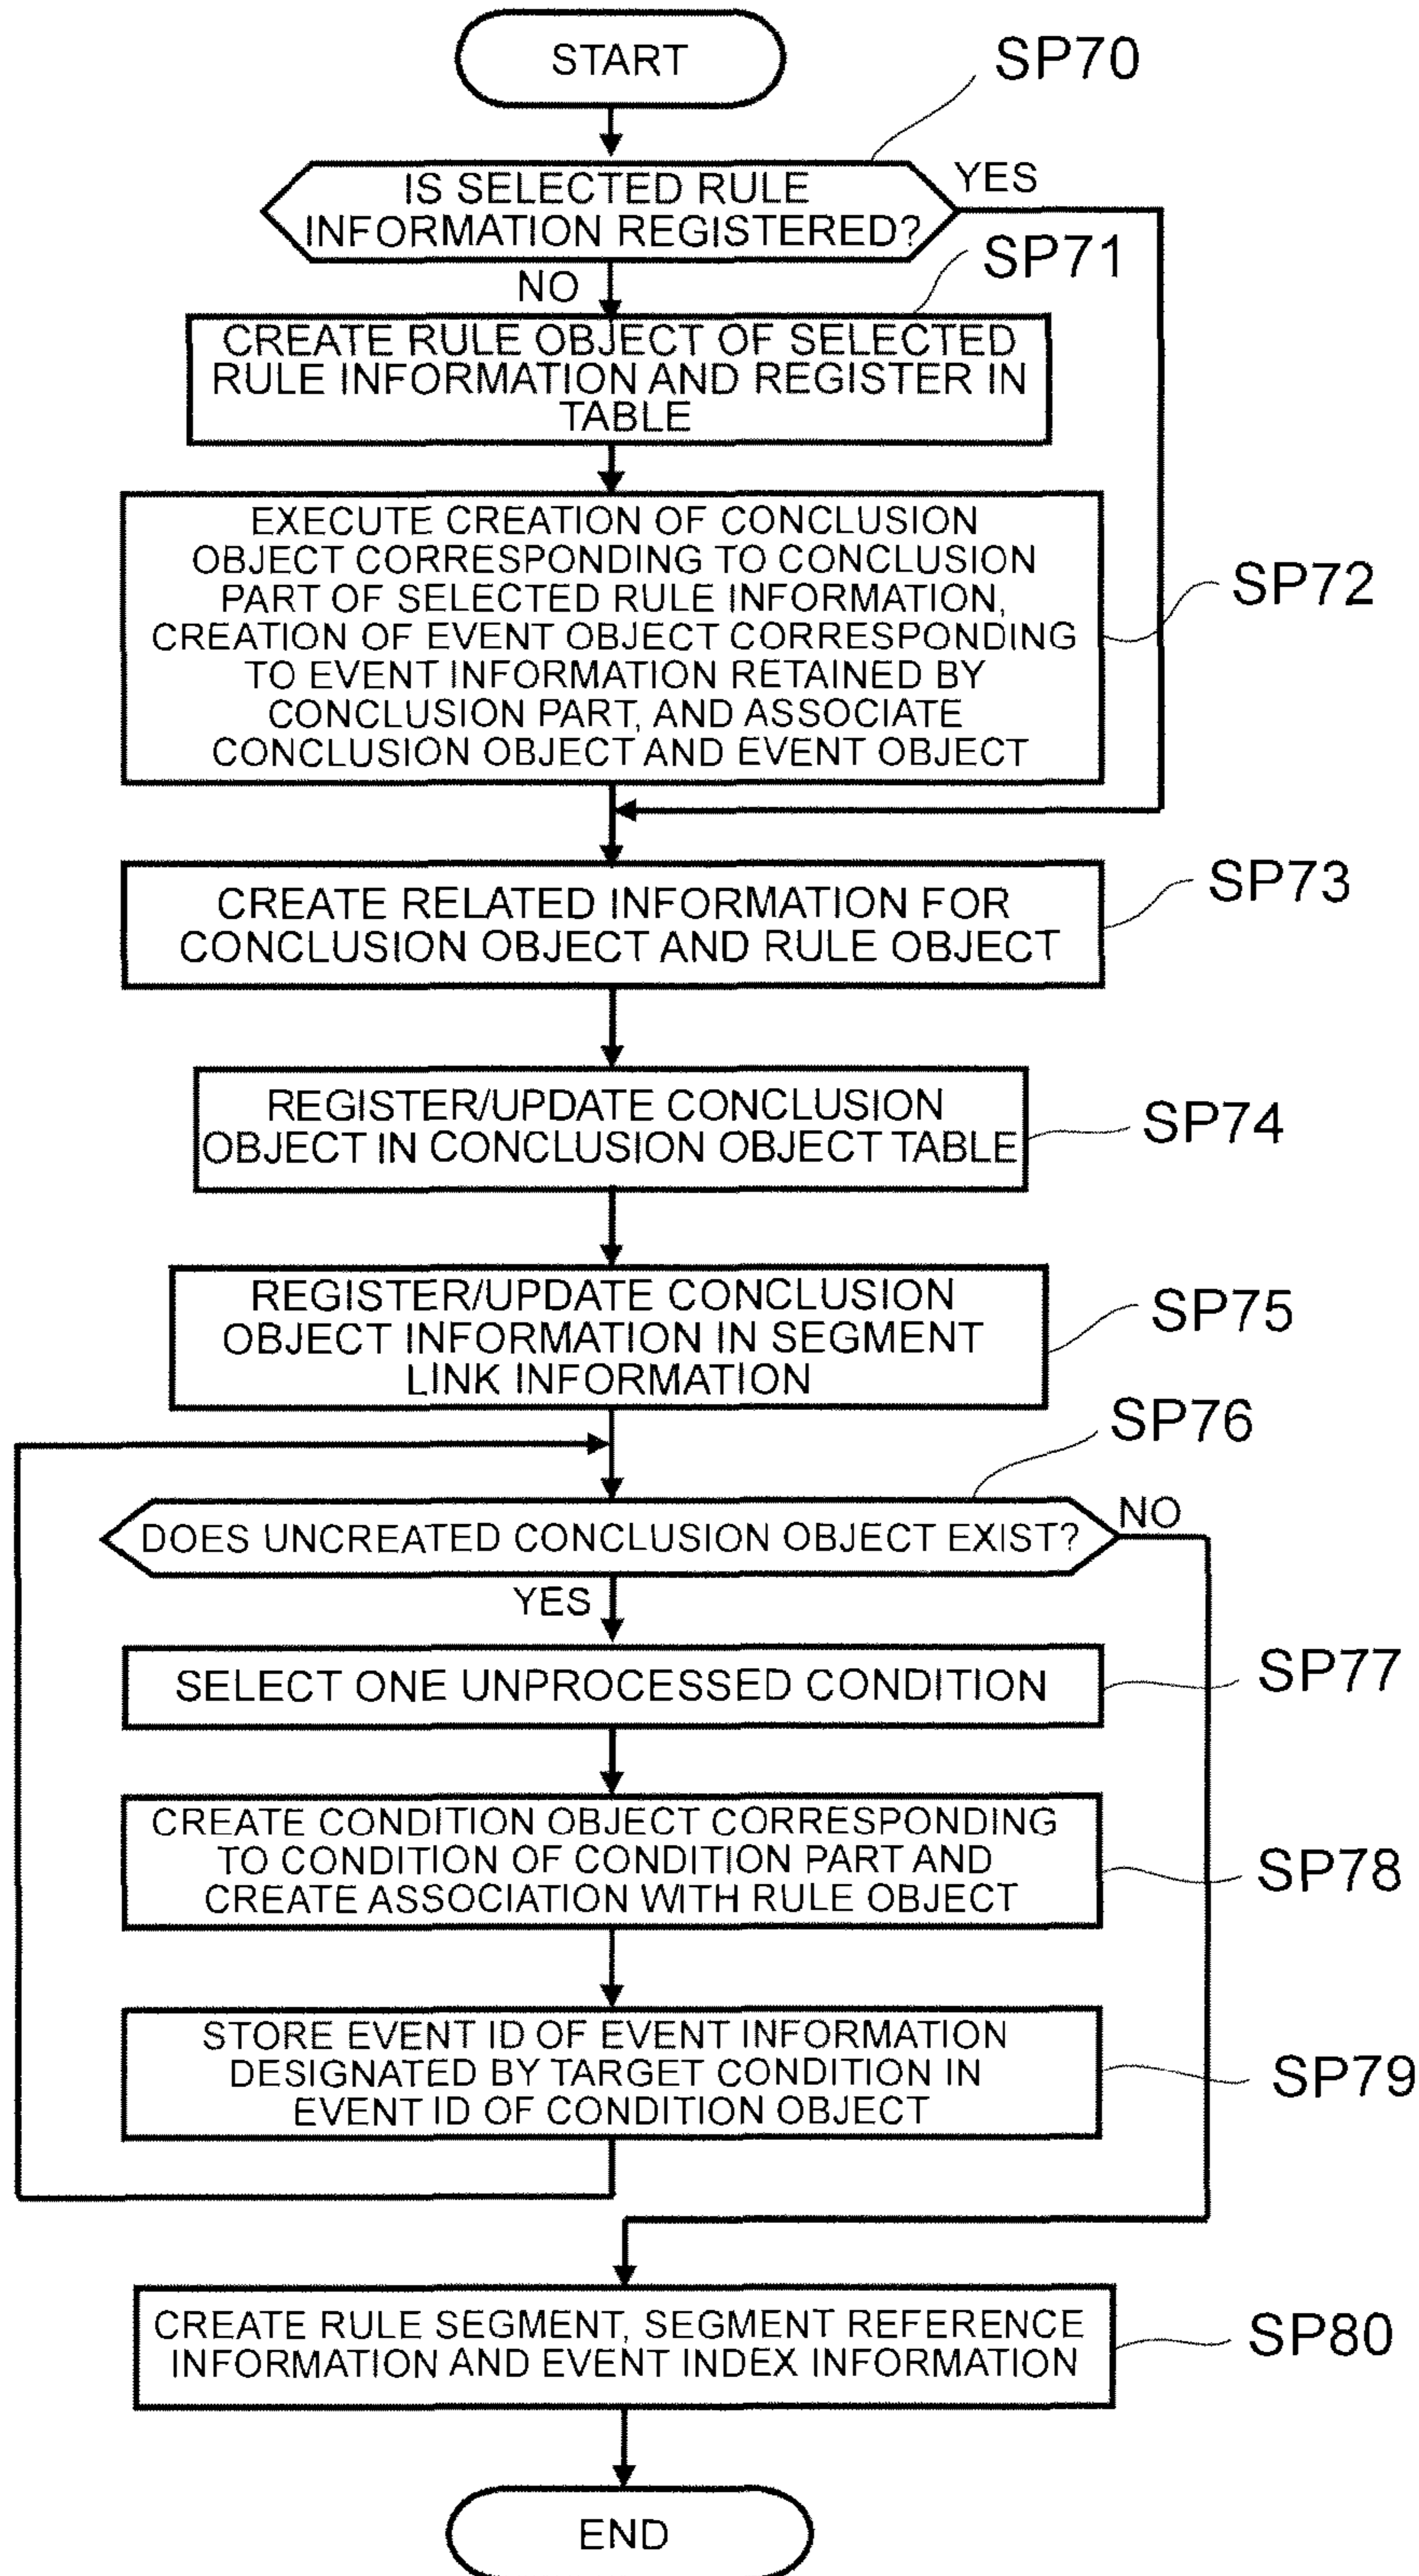 START
SP70
IS SELECTED RULE
INFORMATION REGISTERED?
YES
NO
SP71
CREATE RULE OBJECT OF SELECTED
RULE INFORMATION AND REGISTER IN
TABLE
EXECUTE CREATION OF CONCLUSION
OBJECT CORRESPONDING TO CONCLUSION
PART OF SELECTED RULE INFORMATION,
CREATION OF EVENT OBJECT CORRESPONDING
TO EVENT INFORMATION RETAINED BY
CONCLUSION PART, AND ASSOCIATE
CONCLUSION OBJECT AND EVENT OBJECT
SP72
CREATE RELATED INFORMATION FOR
CONCLUSION OBJECT AND RULE OBJECT
SP73
REGISTER/UPDATE CONCLUSION
OBJECT IN CONCLUSION OBJECT TABLE
SP74
REGISTER/UPDATE CONCLUSION
OBJECT INFORMATION IN SEGMENT
LINK INFORMATION
SP75
SP76
DOES UNCREATED CONCLUSION OBJECT EXIST?
NO
YES
SELECT ONE UNPROCESSED CONDITION
SP77
CREATE CONDITION OBJECT CORRESPONDING
TO CONDITION OF CONDITION PART AND
CREATE ASSOCIATION WITH RULE OBJECT
SP78
STORE EVENT ID OF EVENT INFORMATION
DESIGNATED BY TARGET CONDITION IN
EVENT ID OF CONDITION OBJECT
SP79
CREATE RULE SEGMENT, SEGMENT REFERENCE
INFORMATION AND EVENT INDEX INFORMATION
SP80
END